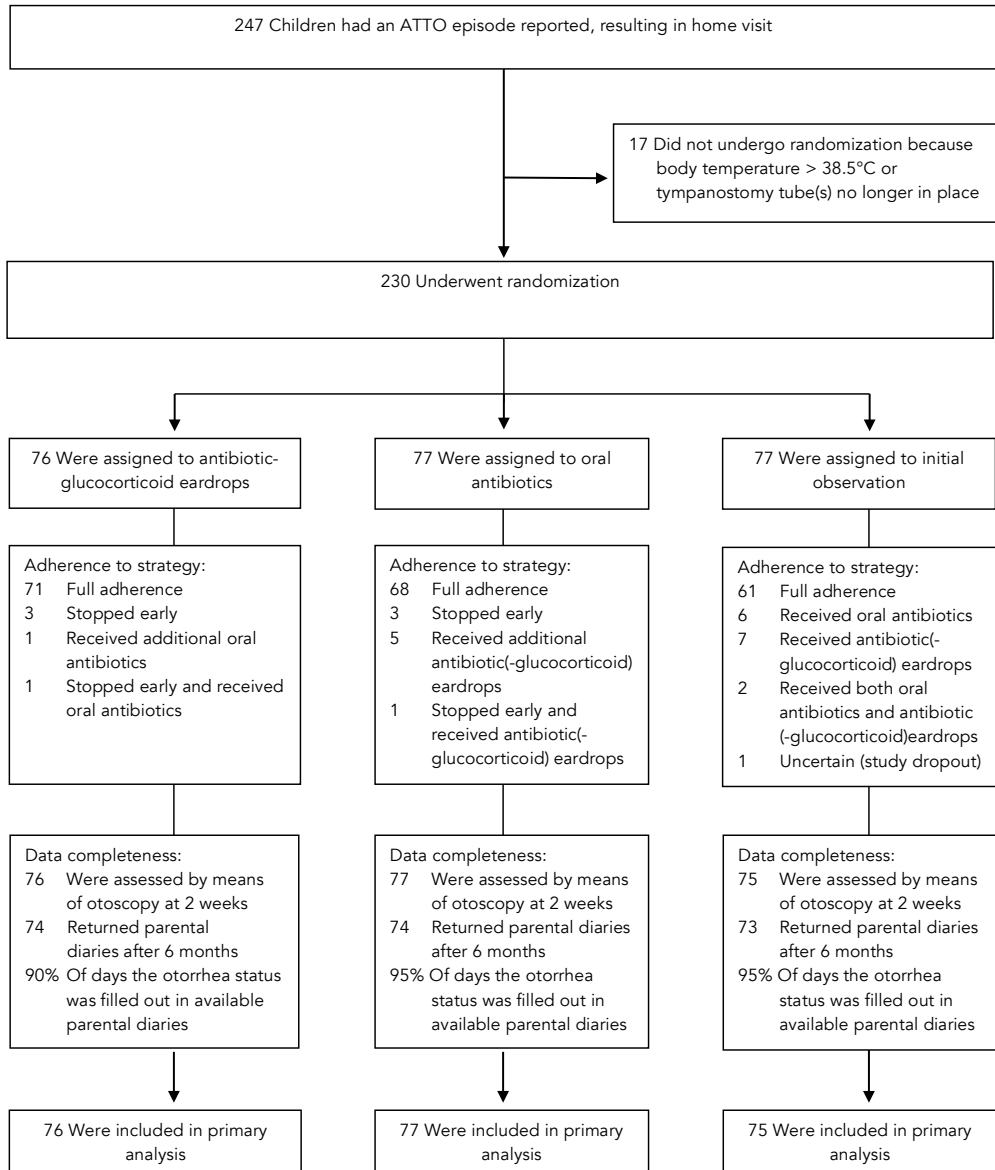 247 Children had an ATTO episode reported, resulting in home visit
17 Did not undergo randomization because
body temperature > 38.5°C or
tympanostomy tube(s) no longer in place
230 Underwent randomization
76 Were assigned to antibiotic-
glucocorticoid eardrops
77 Were assigned to oral
antibiotics
77 Were assigned to initial
observation
Adherence to strategy:
71 Full adherence
3 Stopped early
1 Received additional oral
antibiotics
1 Stopped early and received
oral antibiotics
Adherence to strategy:
68 Full adherence
3 Stopped early
5 Received additional
antibiotic(-glucocorticoid)
eardrops
1 Stopped early and
received antibiotic(-
glucocorticoid) eardrops
Adherence to strategy:
61 Full adherence
6 Received oral antibiotics
7 Received antibiotic(-
glucocorticoid) eardrops
2 Received both oral
antibiotics and antibiotic
(-glucocorticoid)eardrops
1 Uncertain (study dropout)
Data completeness:
76 Were assessed by means
of otoscopy at 2 weeks
74 Returned parental
diaries after 6 months
90% Of days the otorrhea status
was filled out in available
parental diaries
Data completeness:
77 Were assessed by means
of otoscopy at 2 weeks
74 Returned parental diaries
after 6 months
95% Of days the otorrhea
status was filled out in
available parental diaries
Data completeness:
75 Were assessed by means
of otoscopy at 2 weeks
73 Returned parental diaries
after 6 months
95% Of days the otorrhea
status was filled out in
available parental diaries
76 Were included in primary
analysis
77 Were included in primary
analysis
75 Were included in primary
analysis